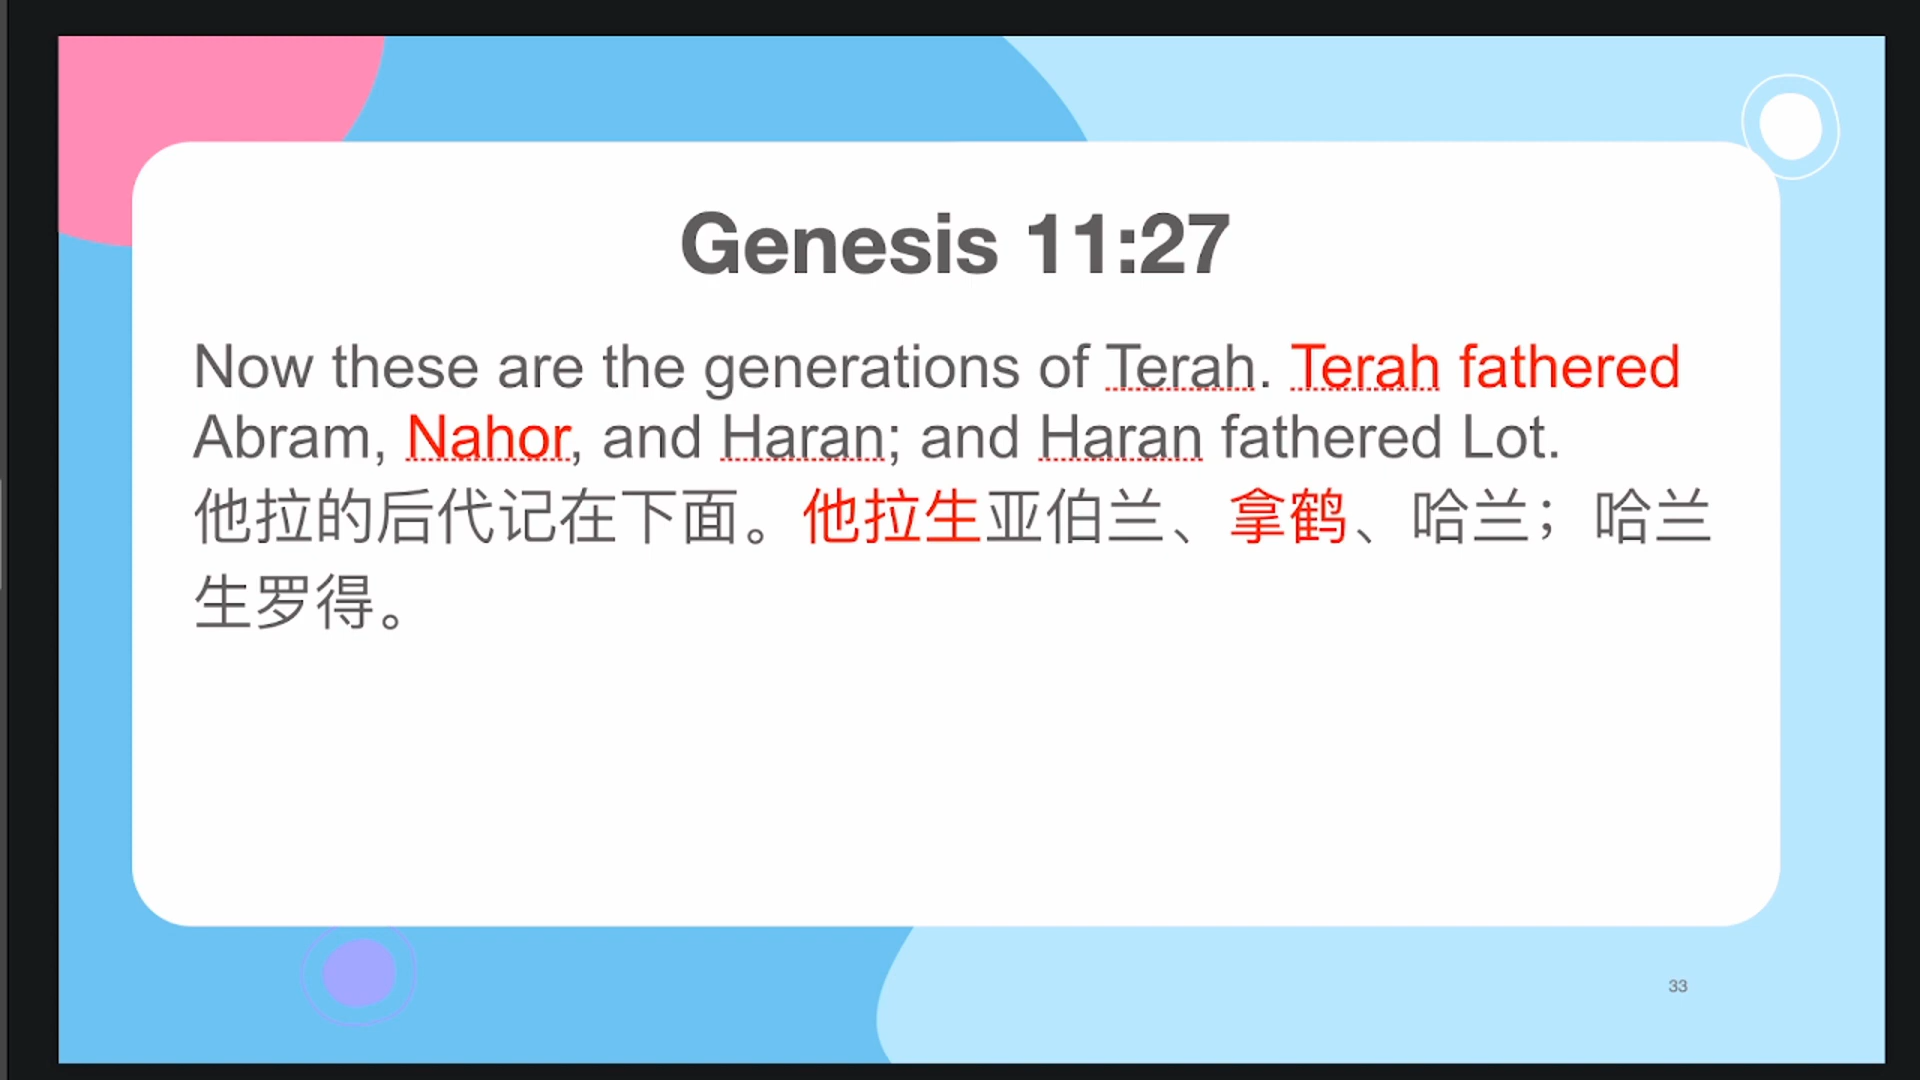 Genesis 11:27
Now these are the generations of Terah. Terah fathered
Abram, Nahor, and Haran; and Haran fathered Lot.
他拉的后代记在下面。他拉生亚伯兰、拿鹤、哈兰；哈兰
生罗得。
33